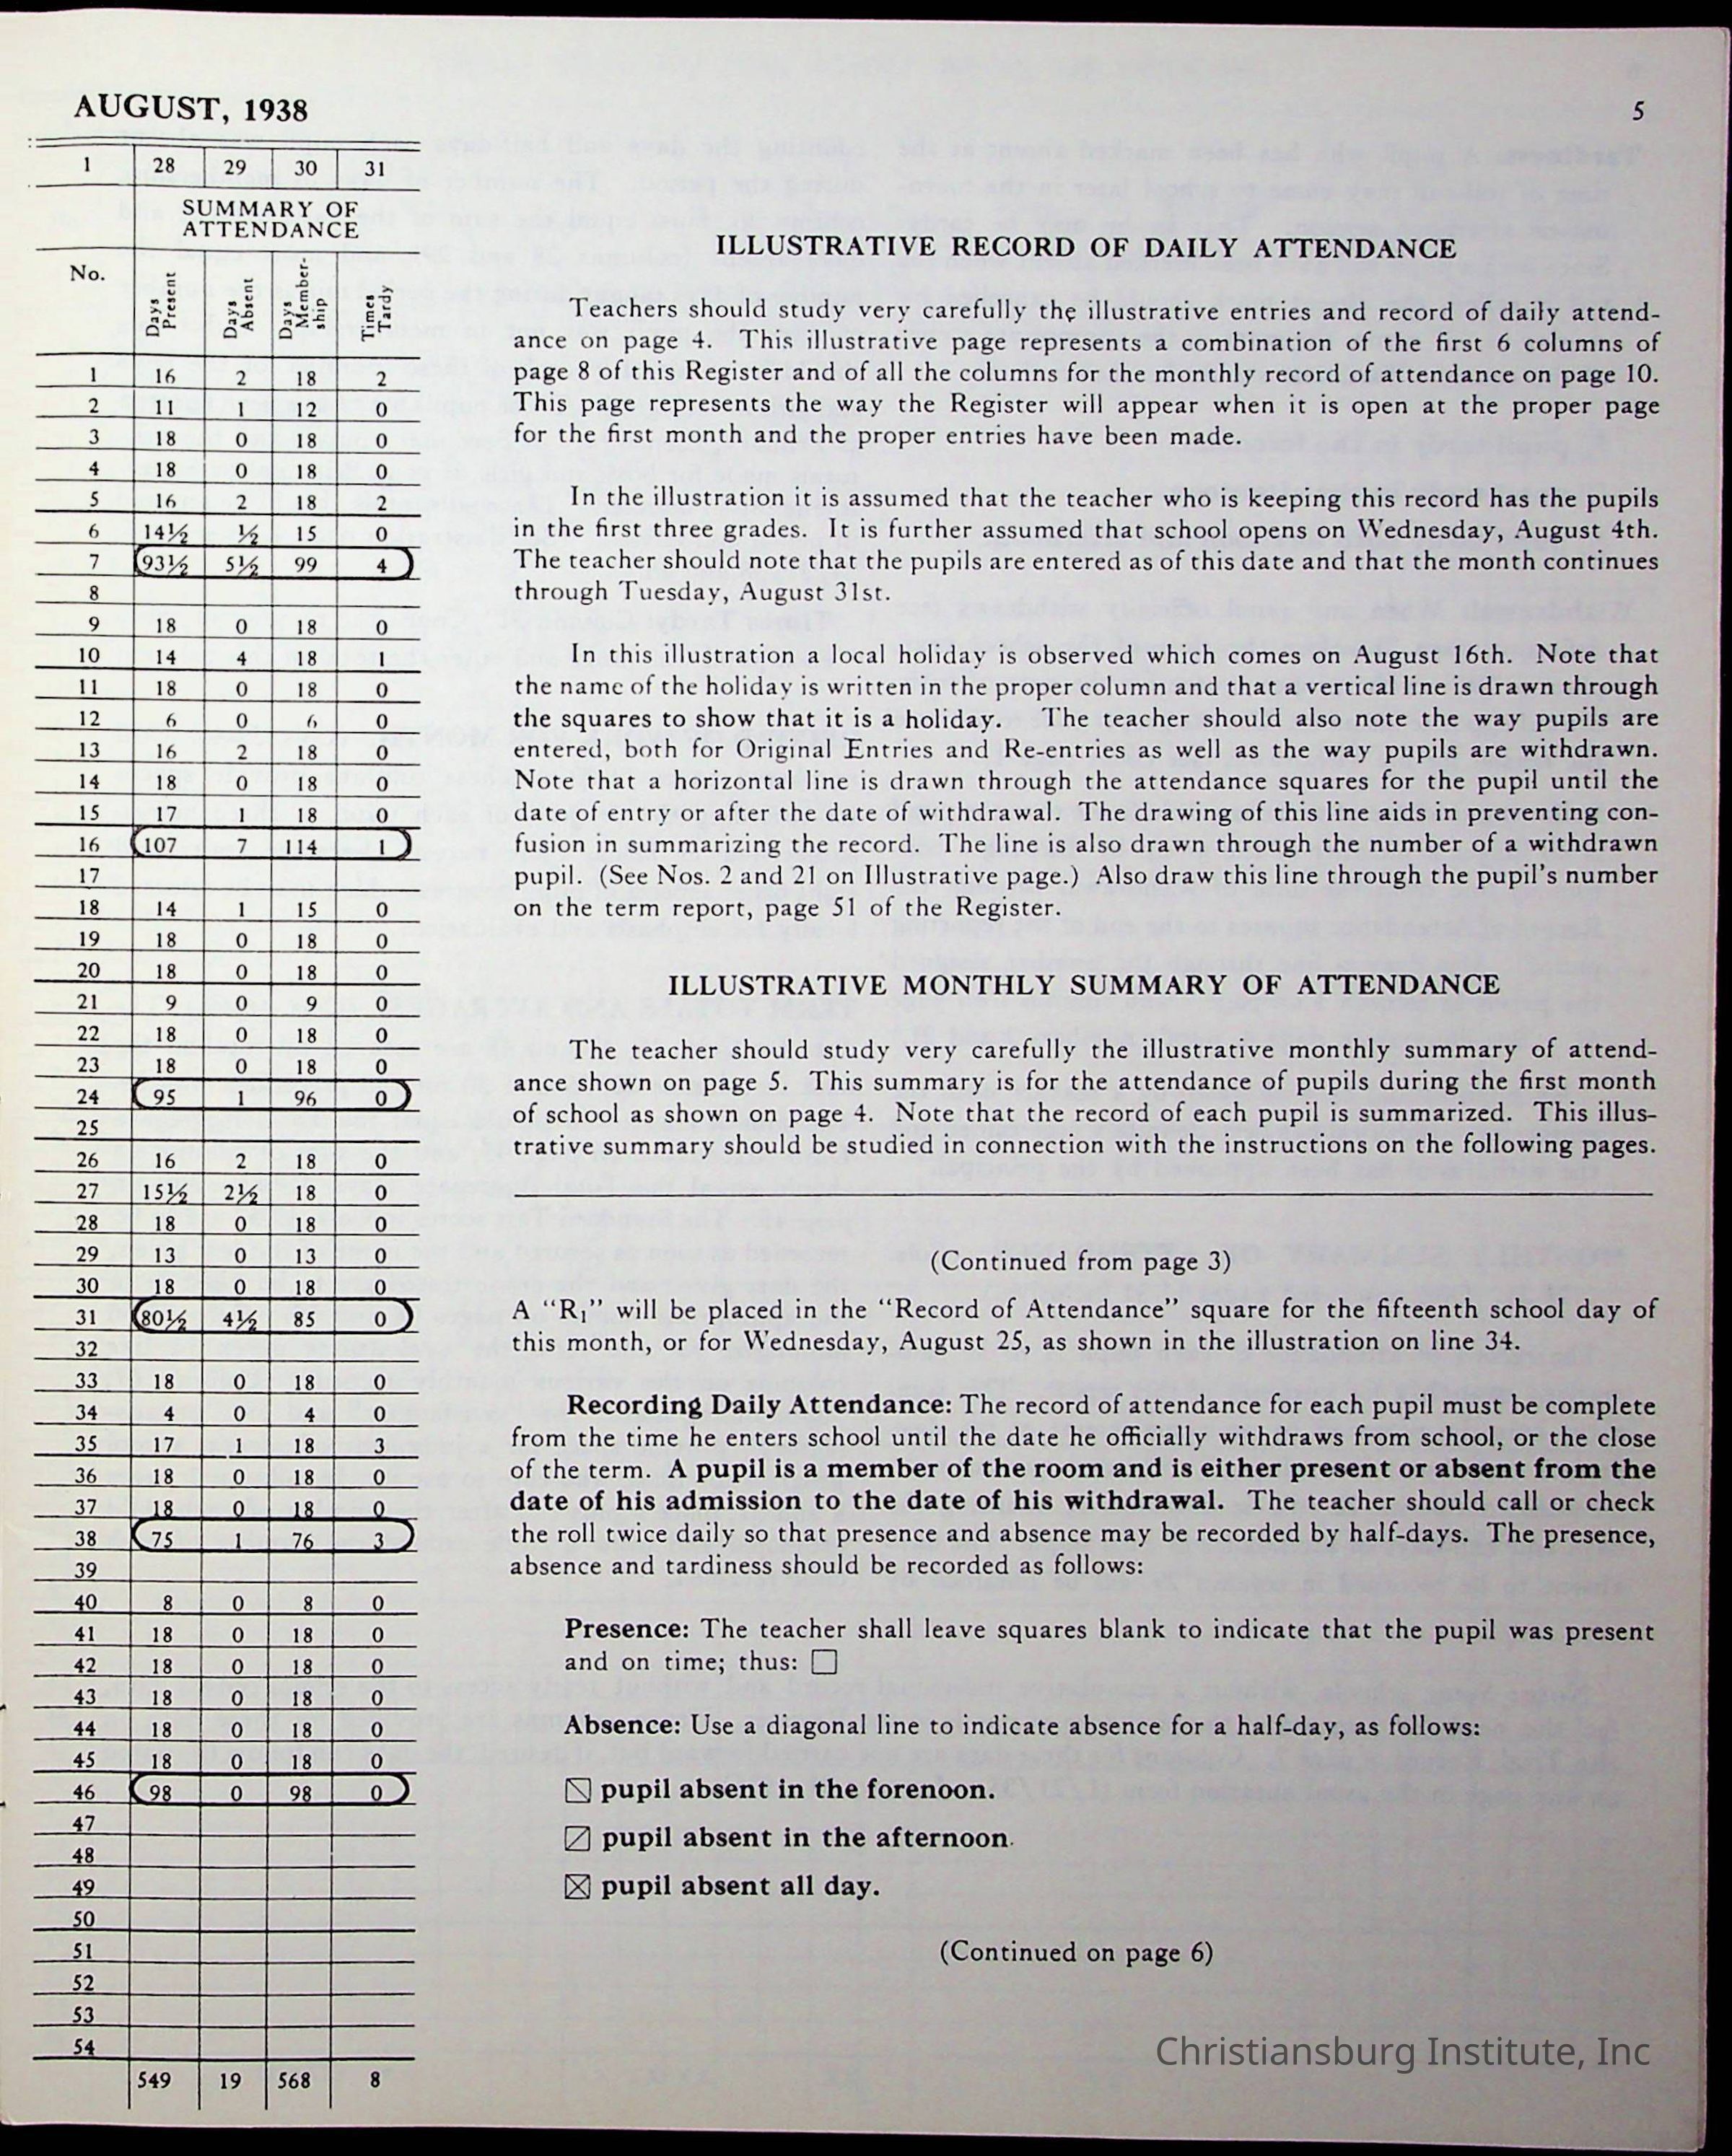 AUGUST, 1938
5
1 28 29 30 31
SUMMARY OF
ATTENDANCE
No. Days Present Days Absent Days Member-ship Times Tardy
1 16 2 18 2
2 11 1 12 0
3 18 0 18 0
4 18 0 18 0
5 16 2 18 2
6 14½ ½ 15 0
7 93½ 5½ 99 4
8
9 18 0 18 0
10 14 4 18 1
11 18 0 18 0
12 6 0 6 0
13 16 2 18 0
14 18 0 18 0
15 17 1 18 0
16 107 7 114 1
17
18 14 1 15 0
19 18 0 18 0
20 18 0 18 0
21 9 0 9 0
22 18 0 18 0
23 18 0 18 0
24 95 1 96 0
25
26 16 2 18 0
27 15½ 2½ 18 0
28 18 0 18 0
29 13 0 13 0
30 18 0 18 0
31 80½ 4½ 85 0
32
33 18 0 18 0
34 4 0 4 0
35 17 1 18 3
36 18 0 18 0
37 18 0 18 0
38 75 1 76 3
39
40 8 0 8 0
41 18 0 18 0
42 18 0 18 0
43 18 0 18 0
44 18 0 18 0
45 18 0 18 0
46 98 0 98 0
47
48
49
50
51
52
53
54
549 19 568 8
ILLUSTRATIVE RECORD OF DAILY ATTENDANCE
Teachers should study very carefully the illustrative entries and record of daily attend-
ance on page 4. This illustrative page represents a combination of the first 6 columns of
page 8 of this Register and of all the columns for the monthly record of attendance on page 10.
This page represents the way the Register will appear when it is open at the proper page
for the first month and the proper entries have been made.
In the illustration it is assumed that the teacher who is keeping this record has the pupils
in the first three grades. It is further assumed that school opens on Wednesday, August 4th.
The teacher should note that the pupils are entered as of this date and that the month continues
through Tuesday, August 31st.
In this illustration a local holiday is observed which comes on August 16th. Note that
the name of the holiday is written in the proper column and that a vertical line is drawn through
the squares to show that it is a holiday. The teacher should also note the way pupils are
entered, both for Original Entries and Re-entries as well as the way pupils are withdrawn.
Note that a horizontal line is drawn through the attendance squares for the pupil until the
date of entry or after the date of withdrawal. The drawing of this line aids in preventing con-
fusion in summarizing the record. The line is also drawn through the number of a withdrawn
pupil. (See Nos. 2 and 21 on Illustrative page.) Also draw this line through the pupil's number
on the term report, page 51 of the Register.
ILLUSTRATIVE MONTHLY SUMMARY OF ATTENDANCE
The teacher should study very carefully the illustrative monthly summary of attend-
ance shown on page 5. This summary is for the attendance of pupils during the first month
of school as shown on page 4. Note that the record of each pupil is summarized. This illus-
trative summary should be studied in connection with the instructions on the following pages.
(Continued from page 3)
A "R₁" will be placed in the "Record of Attendance" square for the fifteenth school day of
this month, or for Wednesday, August 25, as shown in the illustration on line 34.
Recording Daily Attendance: The record of attendance for each pupil must be complete
from the time he enters school until the date he officially withdraws from school, or the close
of the term. A pupil is a member of the room and is either present or absent from the
date of his admission to the date of his withdrawal. The teacher should call or check
the roll twice daily so that presence and absence may be recorded by half-days. The presence,
absence and tardiness should be recorded as follows:
Presence: The teacher shall leave squares blank to indicate that the pupil was present
and on time; thus: ☐
Absence: Use a diagonal line to indicate absence for a half-day, as follows:
⍂ pupil absent in the forenoon.
⍁ pupil absent in the afternoon.
☒ pupil absent all day.
(Continued on page 6)
Christiansburg Institute, Inc